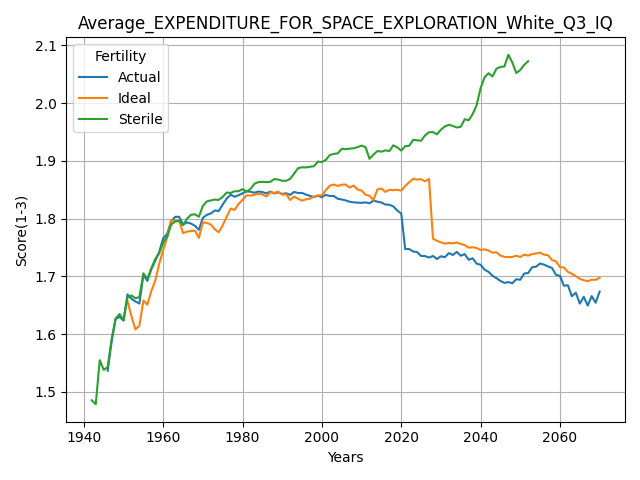 Average_EXPENDITURE_FOR_SPACE_EXPLORATION_White_Q3_IQ
Fertility
Actual
Ideal
Sterile
Score(1-3)
2.1
2.0
1.9
1.8
1.7
1.6
1.5
1940 1960 1980 2000 2020 2040 2060
Years